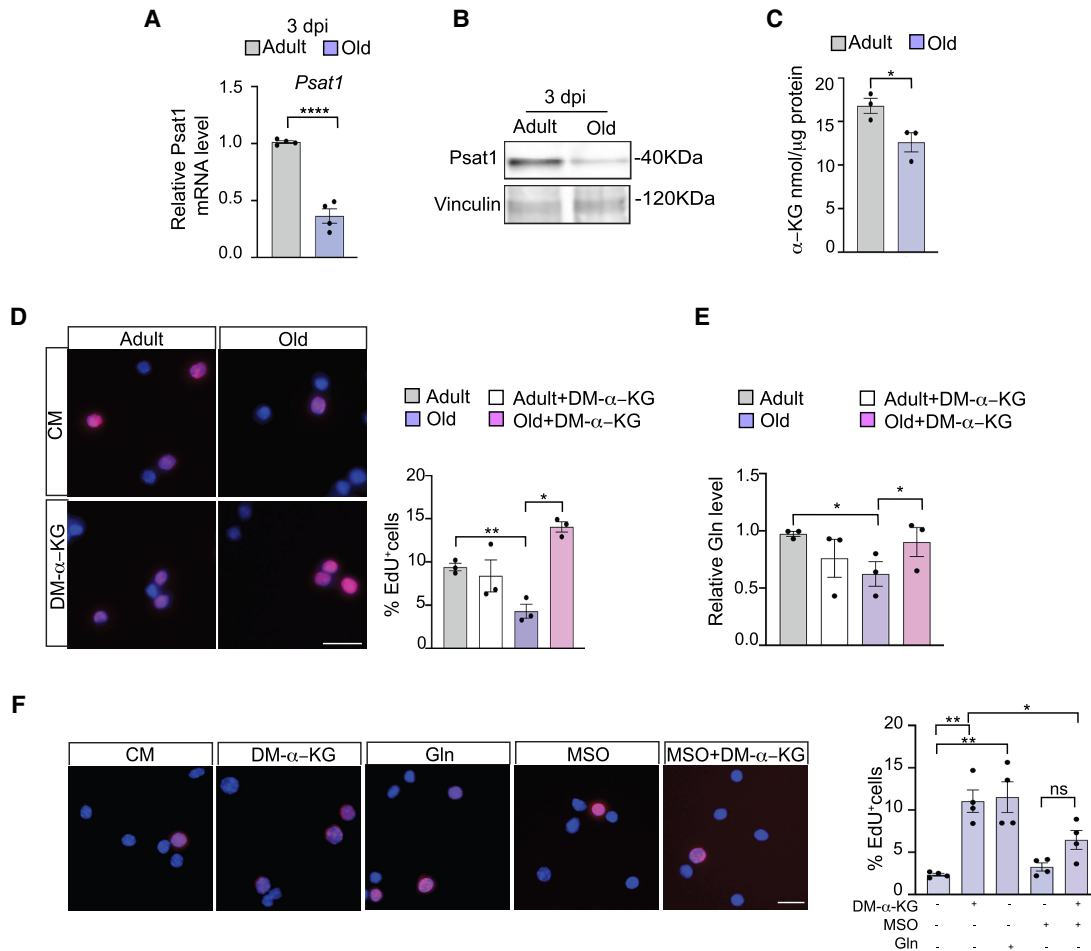 A
3 dpi
Adult Old
Psat1
Relative Psat1
mRNA level
1.5
1.0
0.5
0.0
****
B
3 dpi
Adult Old
Psat1 -40KDa
Vinculin -120KDa
C
Adult Old
α–KG nmol/µg protein
20
15
10
5
0
*
D
Adult Old
CM
DM-α–KG
Adult Adult+DM-α–KG
Old Old+DM-α–KG
% EdU⁺cells
20
15
10
5
0
**
*
E
Adult Adult+DM-α–KG
Old Old+DM-α–KG
Relative Gln level
1.5
1.0
0.5
0.0
*
*
F
CM DM-α–KG Gln MSO MSO+DM-α–KG
% EdU⁺cells
20
15
10
5
0
**
**
*
ns
DM-α-KG - + - - +
MSO - - - + +
Gln - - + - -